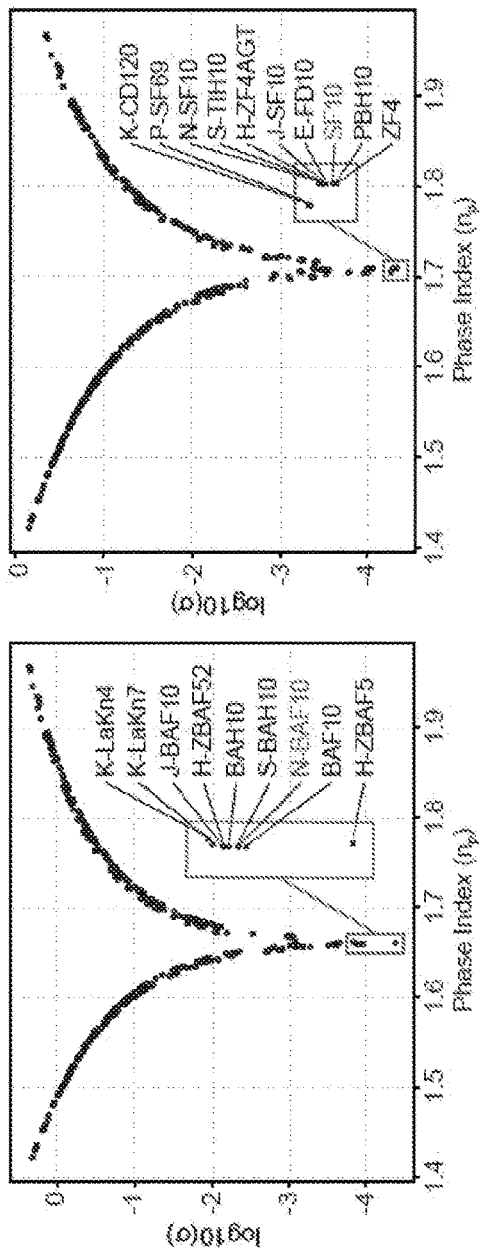 0
-1
-2
-3
-4
log10(σ)
1.4
1.5
1.6
1.7
1.8
1.9
Phase Index (np)
K-LaKn4
K-LaKn7
J-BAF10
H-ZBAF52
BAH10
S-BAH10
N-BAF10
BAF10
H-ZBAF5
0
-1
-2
-3
-4
log10(σ)
1.4
1.5
1.6
1.7
1.8
1.9
Phase Index (np)
K-CD120
P-SF69
N-SF10
S-TIH10
H-ZF4AGT
J-SF10
E-FD10
SF10
PBH10
ZF4